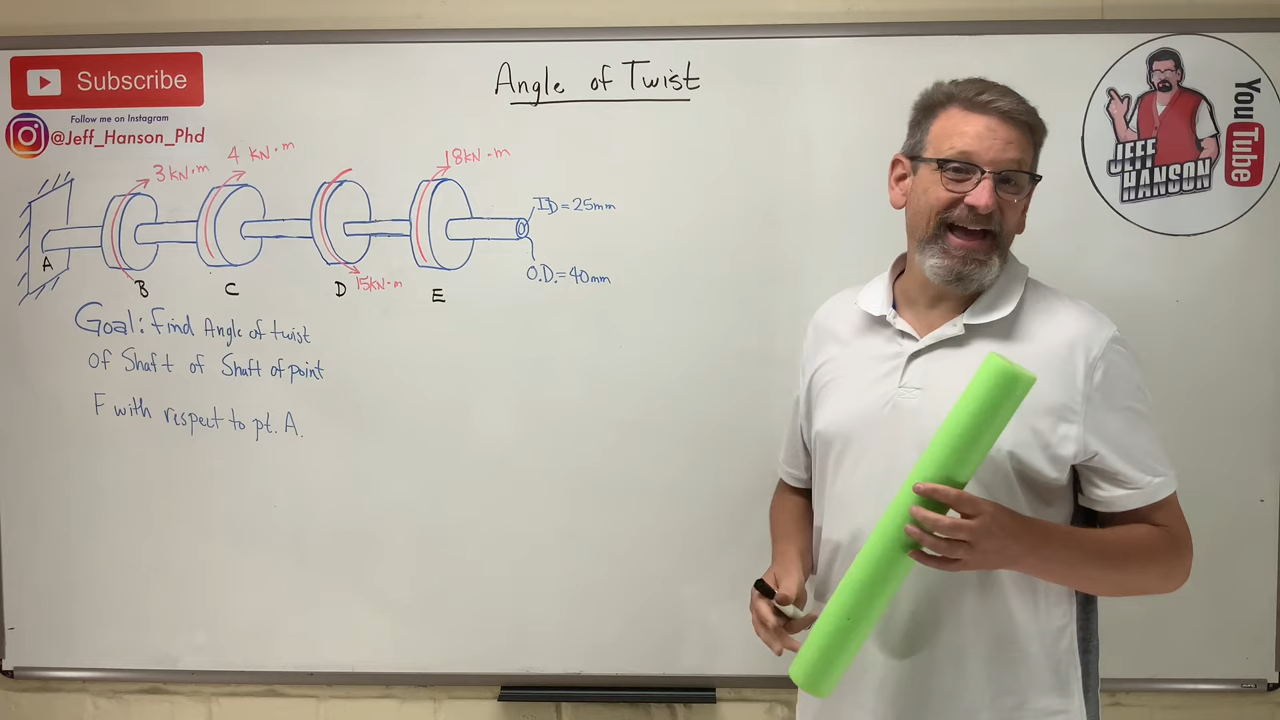 Subscribe
Follow me on Instagram
@Jeff_Hanson_Phd
Angle of Twist
JEFF
HANSON
YouTube
3 kN·m
4 KN·m
18kN-m
15kN-m
I.D=25mm
O.D.=40mm
A
B
C
D
E
Goal: find Angle of twist
of Shaft of Shaft of point
F with respect to pt. A.